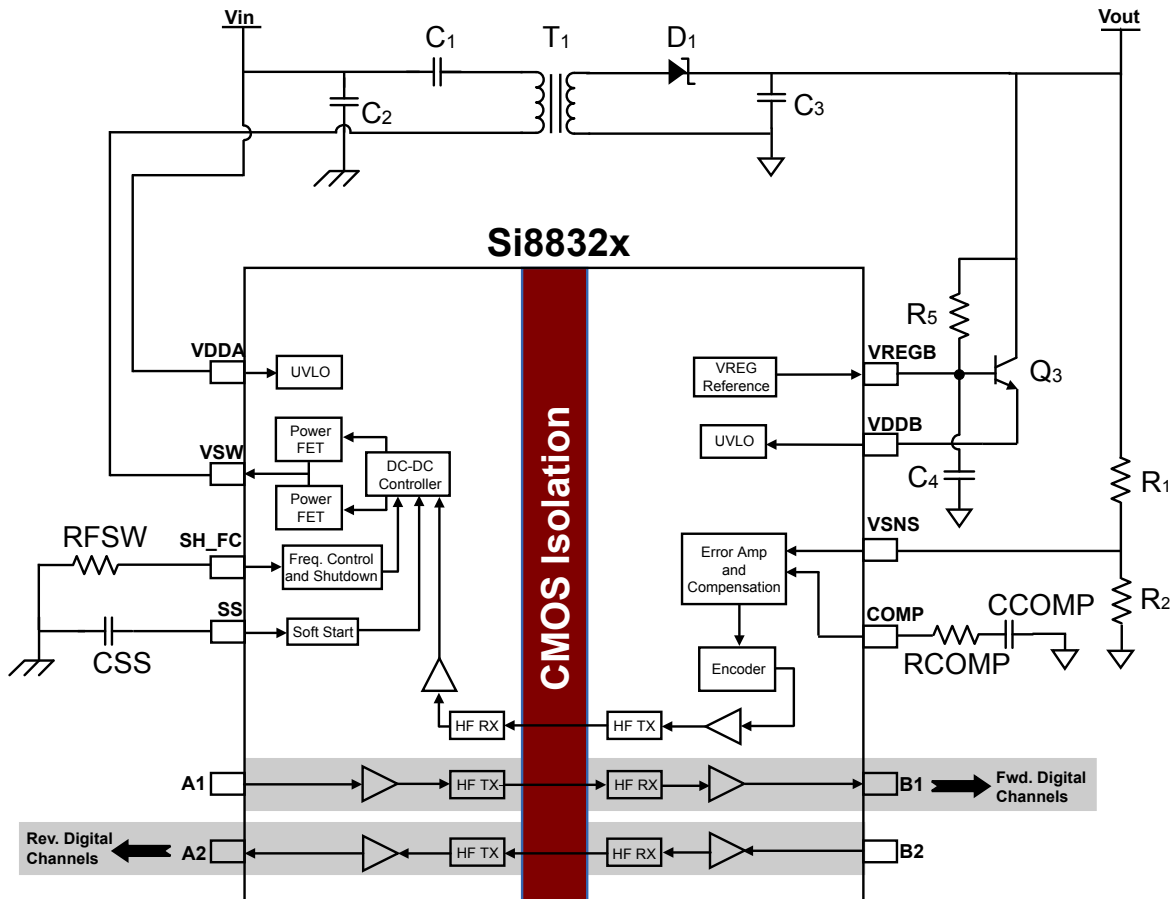 Vin
Vout
C1
T1
D1
C2
C3
Si8832x
CMOS Isolation
VDDA
UVLO
Power
FET
VSW
DC-DC
Controller
Power
FET
RFSW
SH_FC
Freq. Control
and Shutdown
SS
Soft Start
CSS
VREG
Reference
VREGB
R5
Q3
UVLO
VDDB
C4
R1
VSNS
Error Amp
and
Compensation
COMP
CCOMP
R2
RCOMP
Encoder
HF RX
HF TX
A1
HF TX
HF RX
B1
Fwd. Digital
Channels
Rev. Digital
Channels
A2
HF TX
HF RX
B2